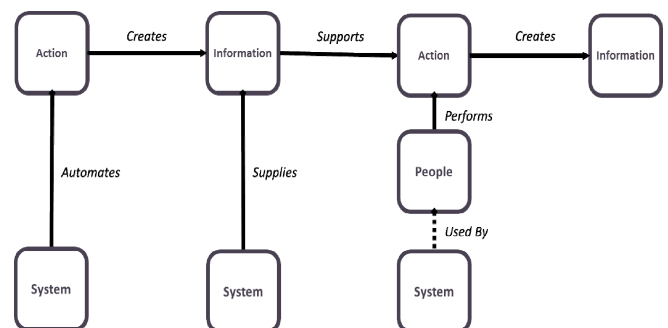 Creates
Supports
Creates
Action
Information
Action
Information
Performs
Automates
Supplies
People
Used By
System
System
System